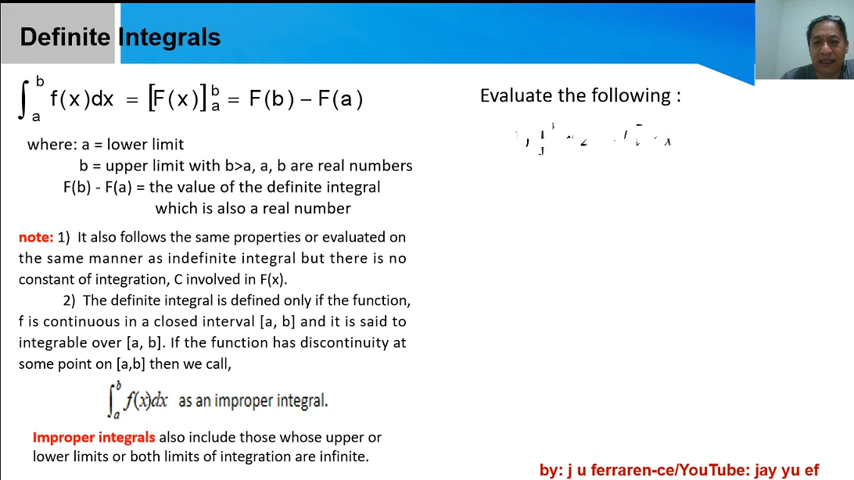 Definite Integrals
∫ₐᵇ f(x)dx = [F(x)]ₐᵇ = F(b) – F(a)
where: a = lower limit
b = upper limit with b>a, a, b are real numbers
F(b) - F(a) = the value of the definite integral
which is also a real number
note: 1) It also follows the same properties or evaluated on
the same manner as indefinite integral but there is no
constant of integration, C involved in F(x).
2) The definite integral is defined only if the function,
f is continuous in a closed interval [a, b] and it is said to
integrable over [a, b]. If the function has discontinuity at
some point on [a,b] then we call,
∫ₐᵇ f(x)dx as an improper integral.
Improper integrals also include those whose upper or
lower limits or both limits of integration are infinite.
Evaluate the following :
by: j u ferraren-ce/YouTube: jay yu ef